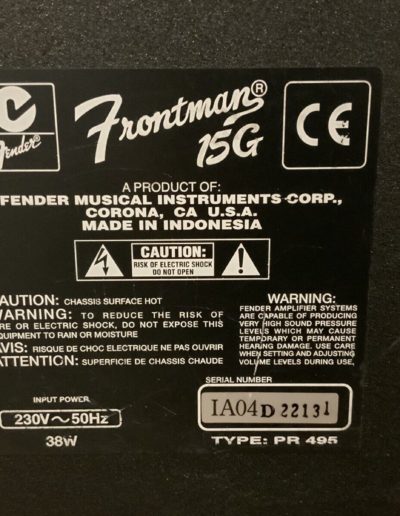 Fender®
Frontman®
15G
CE
A PRODUCT OF:
FENDER MUSICAL INSTRUMENTS CORP.,
CORONA, CA U.S.A.
MADE IN INDONESIA
CAUTION:
RISK OF ELECTRIC SHOCK
DO NOT OPEN
!
AUTION: CHASSIS SURFACE HOT
ARNING: TO REDUCE THE RISK OF
RE OR ELECTRIC SHOCK, DO NOT EXPOSE THIS
QUIPMENT TO RAIN OR MOISTURE
VIS: RISQUE DE CHOC ELECTRIQUE NE PAS OUVRIR
TTENTION: SUPERFICIE DE CHASSIS CHAUDE
WARNING:
FENDER AMPLIFIER SYSTEMS
ARE CAPABLE OF PRODUCING
VERY HIGH SOUND PRESSURE
LEVELS WHICH MAY CAUSE
TEMPORARY OR PERMANENT
HEARING DAMAGE. USE CARE
WHEN SETTING AND ADJUSTING
VOLUME LEVELS DURING USE.
SERIAL NUMBER
IA04D22131
INPUT POWER
230V~50Hz
38W
TYPE: PR 495